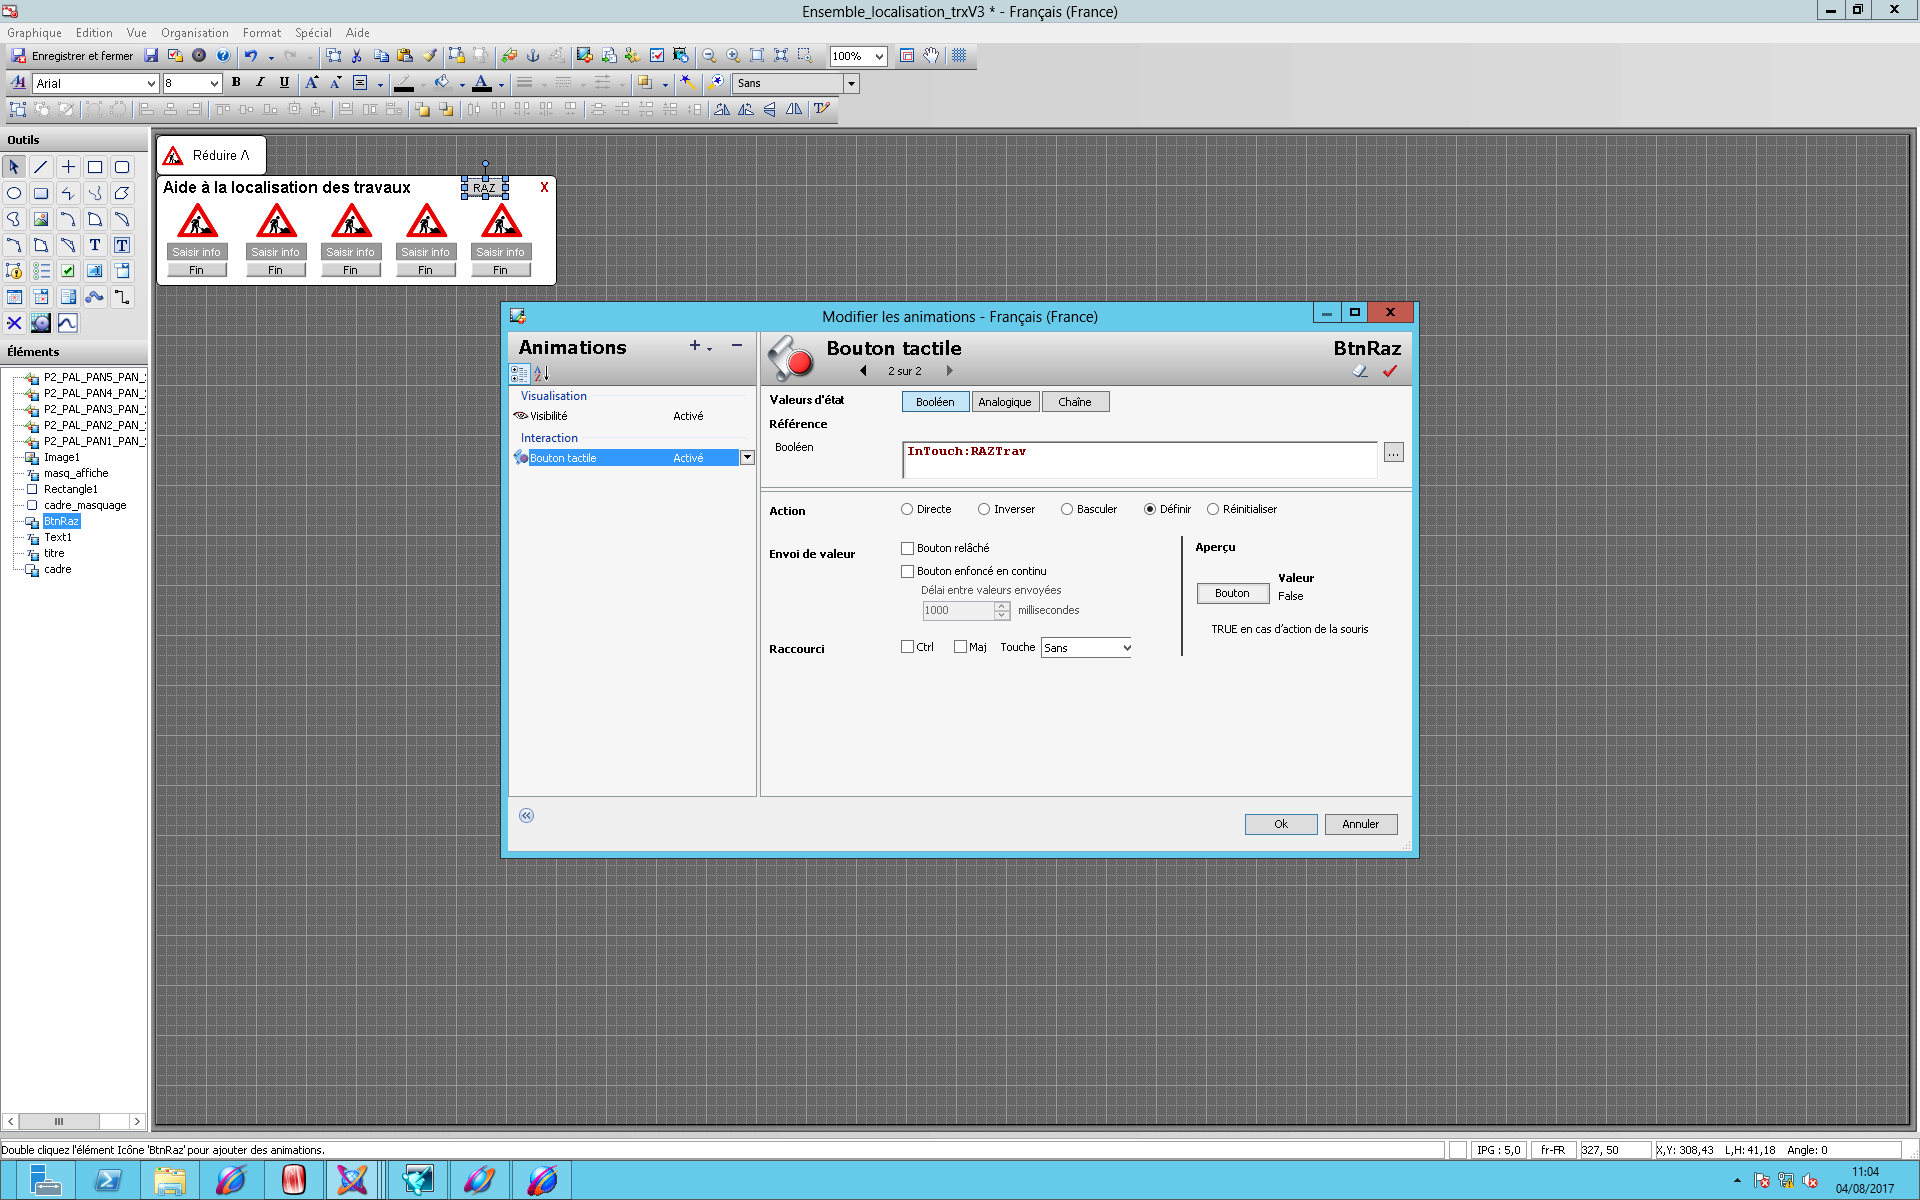 Ensemble_localisation_trxV3 * - Français (France)
Graphique Edition Vue Organisation Format Spécial Aide
Enregistrer et fermer 100%
Arial 8 B I U A A A Sans
Outils
T T
Éléments
P2_PAL_PAN5_PAN_
P2_PAL_PAN4_PAN_
P2_PAL_PAN3_PAN_
P2_PAL_PAN2_PAN_
P2_PAL_PAN1_PAN_
Image1
masq_affiche
Rectangle1
cadre_masquage
BtnRaz
Text1
titre
cadre
Réduire Λ
Aide à la localisation des travaux RAZ X
Saisir info Saisir info Saisir info Saisir info Saisir info
Fin Fin Fin Fin Fin
Modifier les animations - Français (France)
Animations
Visualisation
Visibilité Activé
Interaction
Bouton tactile Activé
Bouton tactile BtnRaz
2 sur 2
Valeurs d'état Booléen Analogique Chaîne
Référence
Booléen InTouch:RAZTrav ...
Action Directe Inverser Basculer Définir Réinitialiser
Envoi de valeur Bouton relâché
Bouton enfoncé en continu
Délai entre valeurs envoyées
1000 millisecondes
Aperçu
Valeur
Bouton False
TRUE en cas d'action de la souris
Raccourci Ctrl Maj Touche Sans
Ok Annuler
Double cliquez l'élément Icône 'BtnRaz' pour ajouter des animations.
IPG : 5,0 fr-FR 327, 50 X,Y: 308,43 L,H: 41,18 Angle: 0
11:04
04/08/2017